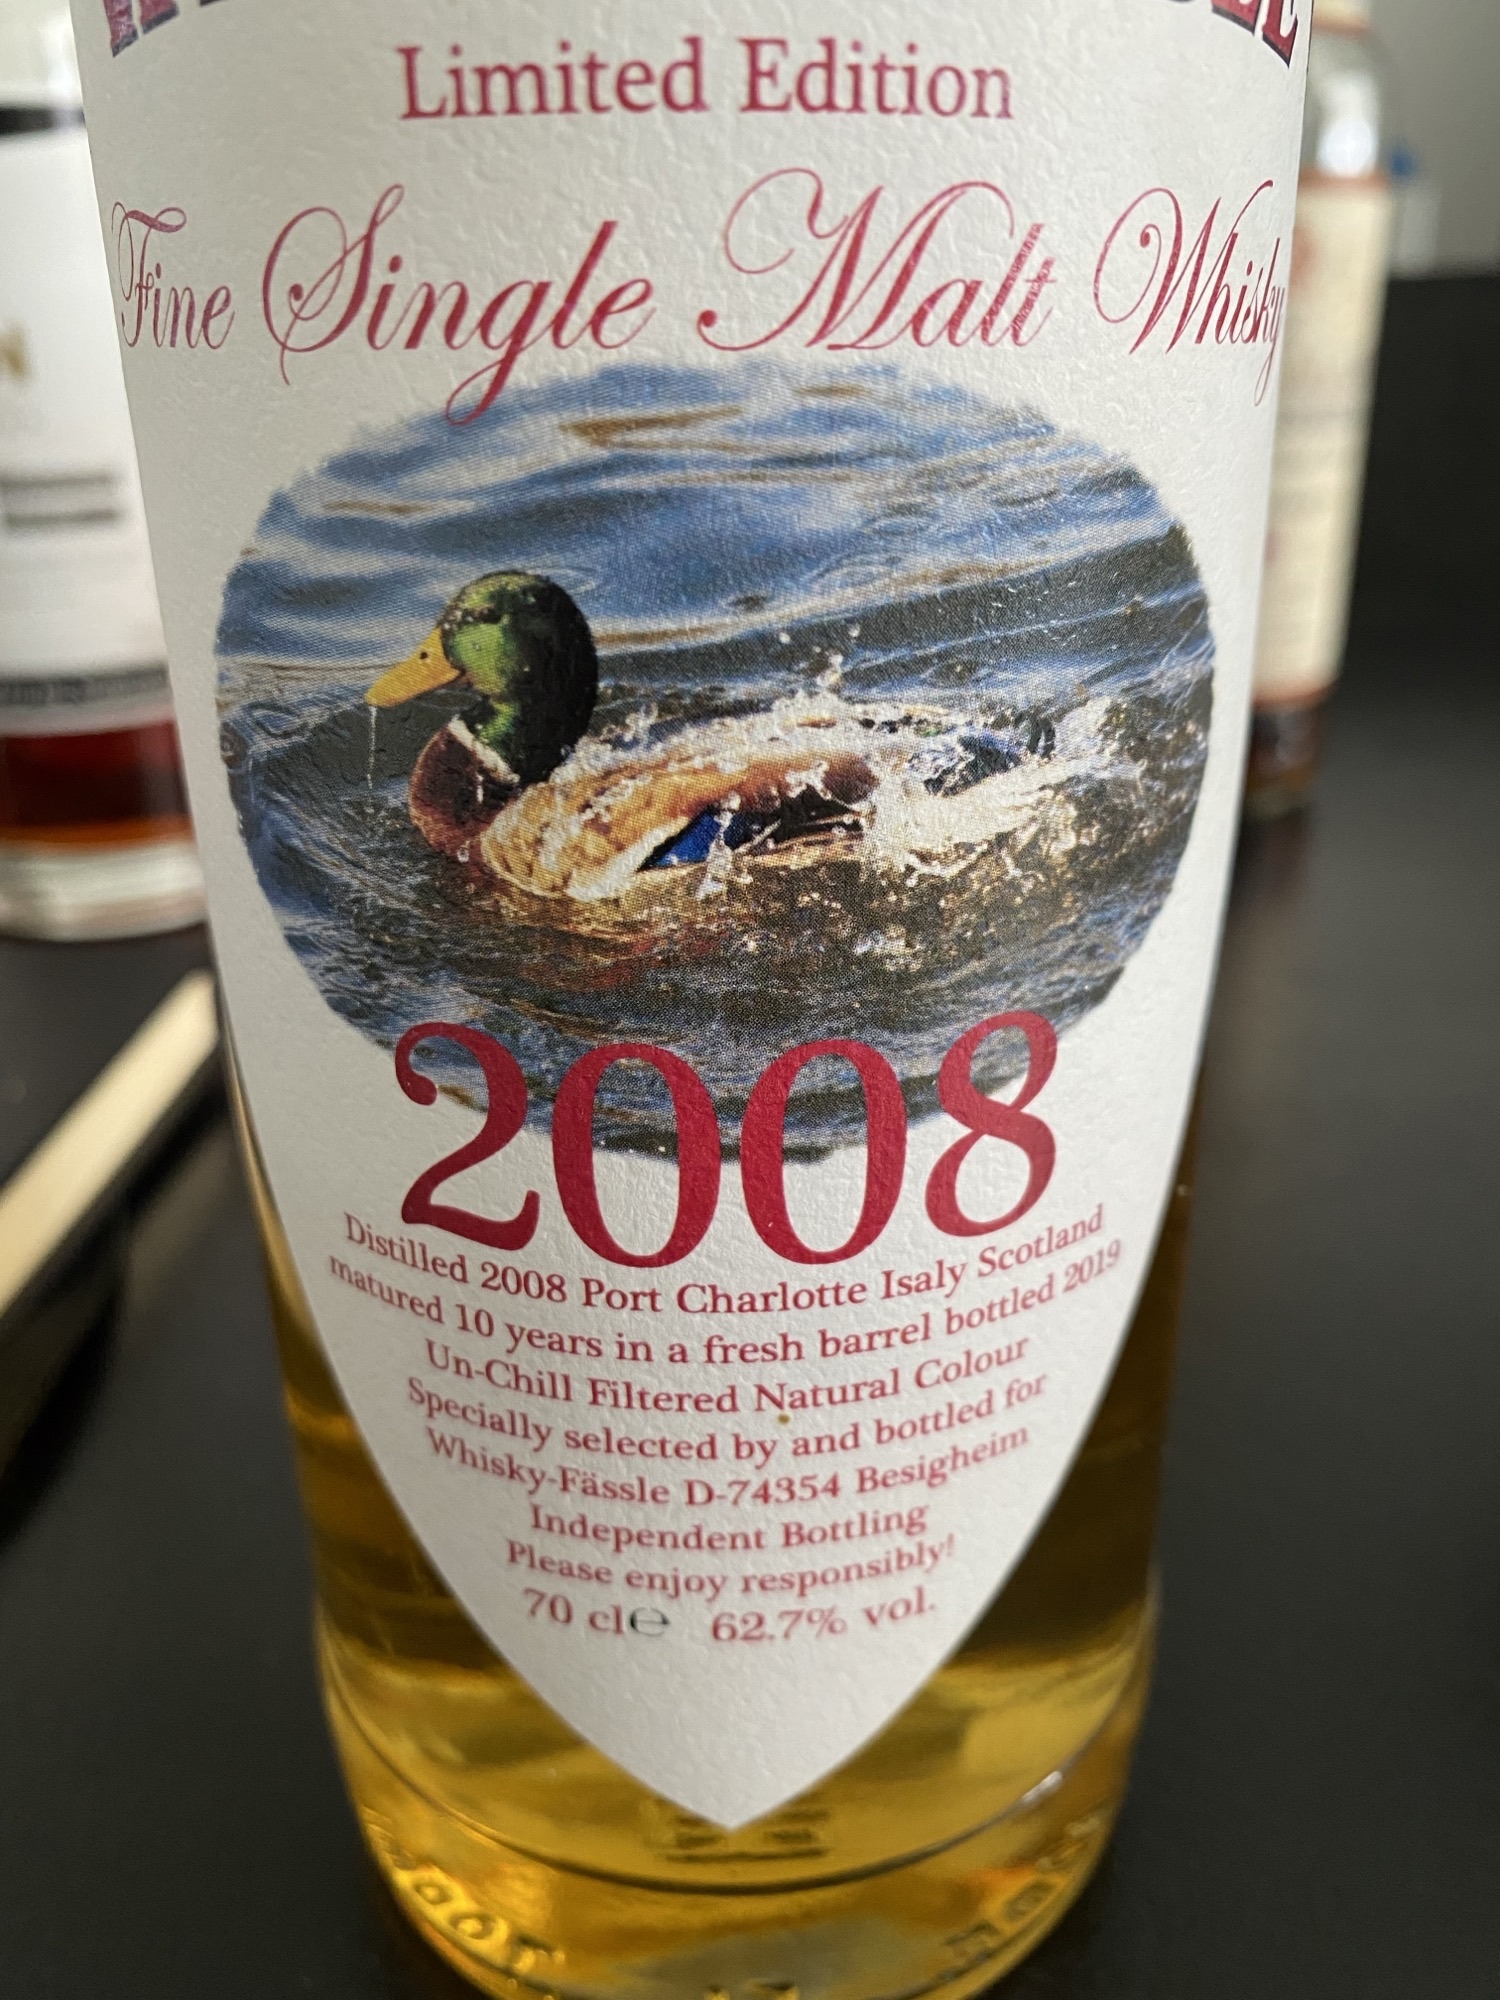 Limited Edition
Fine Single Malt Whisky
2008
Distilled 2008 Port Charlotte Isaly Scotland
matured 10 years in a fresh barrel bottled 2019
Un-Chill Filtered Natural Colour
Specially selected by and bottled for
Whisky-Fässle D-74354 Besigheim
Independent Bottling
Please enjoy responsibly!
70 cl℮ 62.7% vol.